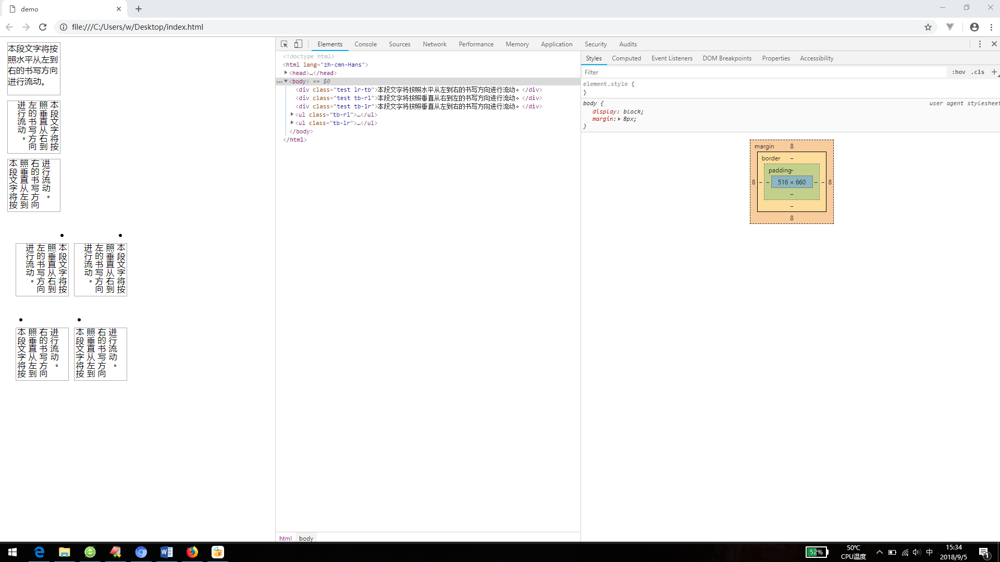 demo
file:///C:/Users/w/Desktop/index.html
本段文字将按
照水平从左到
右的书写方向
进行流动。
本段文字将按
照垂直从右到
左的书写方向
进行流动。
本段文字将按
照垂直从左到
右的书写方向
进行流动。
本段文字将按
照垂直从右到
左的书写方向
进行流动。
本段文字将按
照垂直从右到
左的书写方向
进行流动。
本段文字将按
照垂直从左到
右的书写方向
进行流动。
本段文字将按
照垂直从左到
右的书写方向
进行流动。
Elements Console Sources Network Performance Memory Application Security Audits
<!doctype html>
<html lang="zh-cmn-Hans">
<head>…</head>
<body> == $0
<div class="test lr-tb">本段文字将按照水平从左到右的书写方向进行流动。</div>
<div class="test tb-rl">本段文字将按照垂直从右到左的书写方向进行流动。</div>
<div class="test tb-lr">本段文字将按照垂直从左到右的书写方向进行流动。</div>
<ul class="tb-rl">…</ul>
<ul class="tb-lr">…</ul>
</body>
</html>
html body
Styles Computed Event Listeners DOM Breakpoints Properties Accessibility
Filter :hov .cls +
element.style {
}
body { user agent stylesheet
display: block;
margin: 8px;
}
margin 8
border –
padding –
8 – – 516 × 660 – – 8
–
–
8
52% 50℃ CPU温度 中 15:34 2018/9/5 1